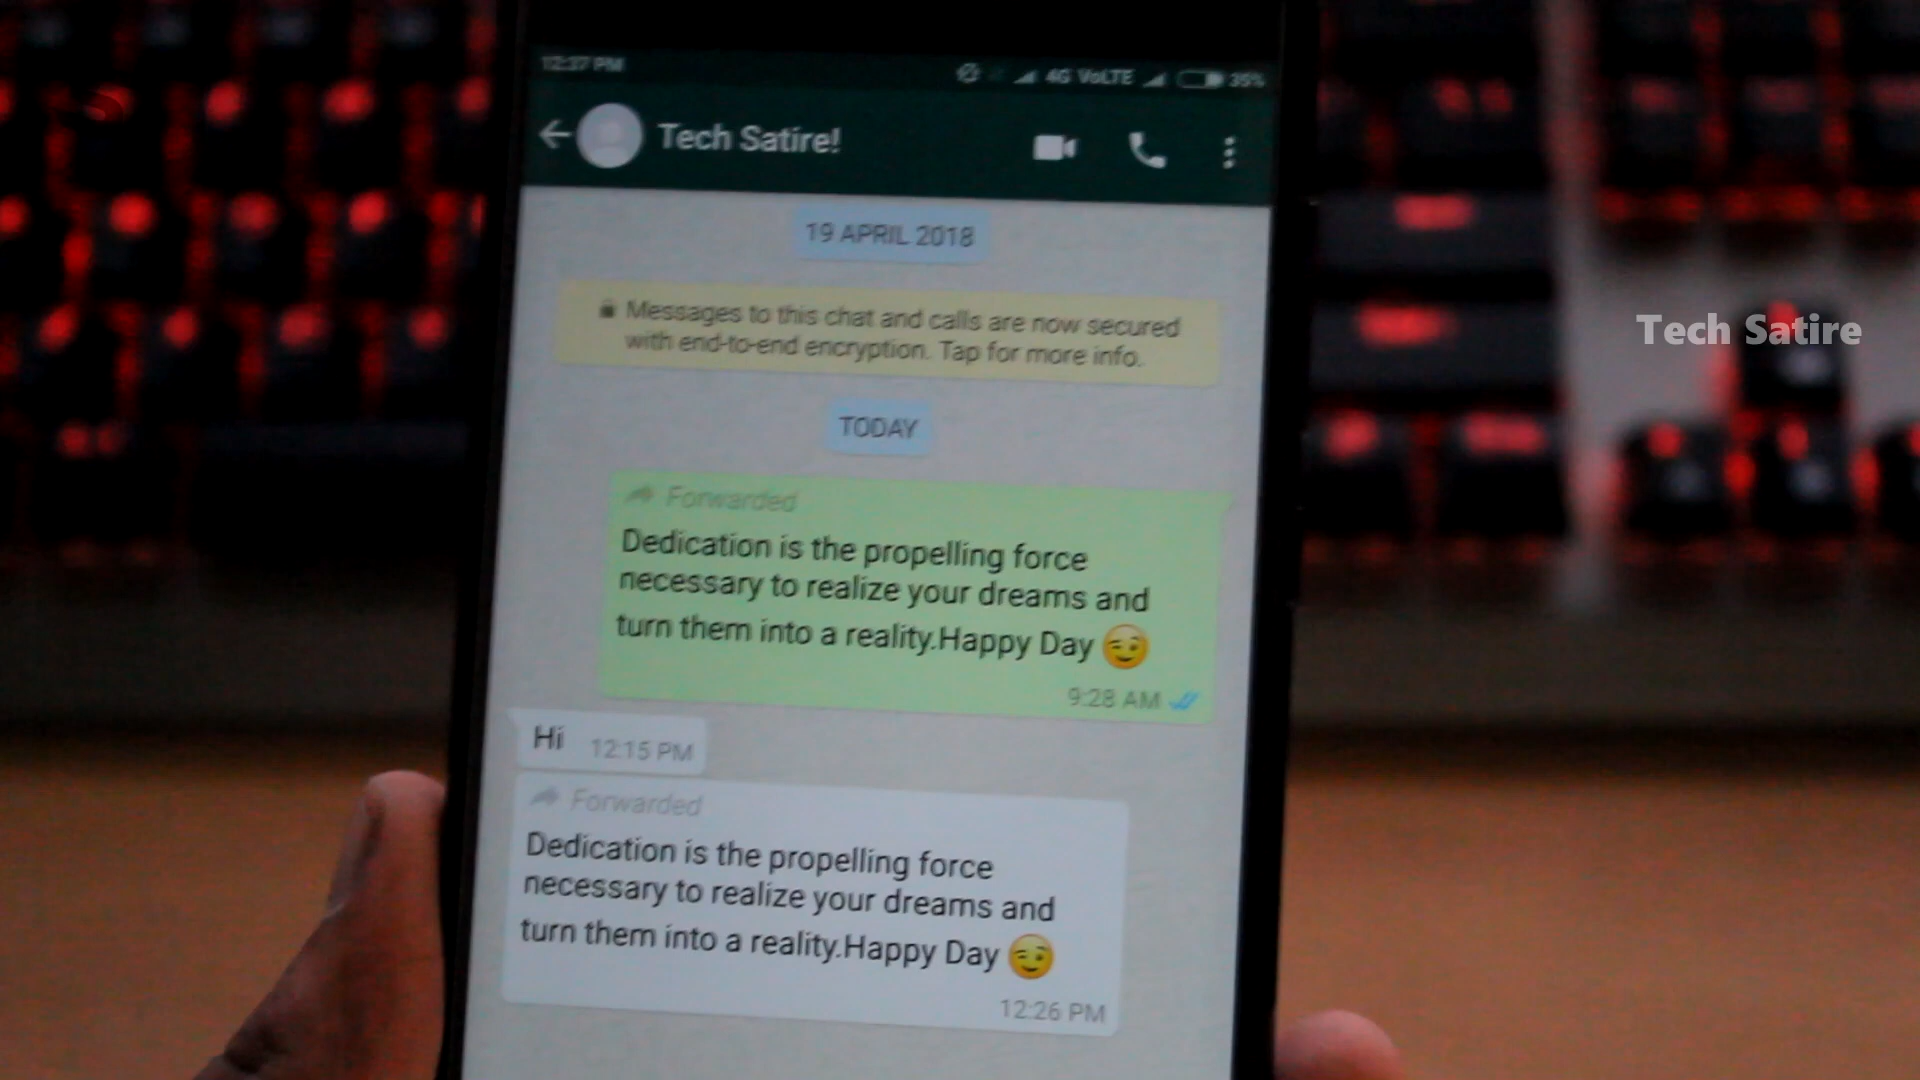 12:37 PM
4G VoLTE
35%
Tech Satire!
19 APRIL 2018
Messages to this chat and calls are now secured
with end-to-end encryption. Tap for more info.
TODAY
Forwarded
Dedication is the propelling force
necessary to realize your dreams and
turn them into a reality.Happy Day 😉
9:28 AM
Hi 12:15 PM
Forwarded
Dedication is the propelling force
necessary to realize your dreams and
turn them into a reality.Happy Day 😉
12:26 PM
Tech Satire